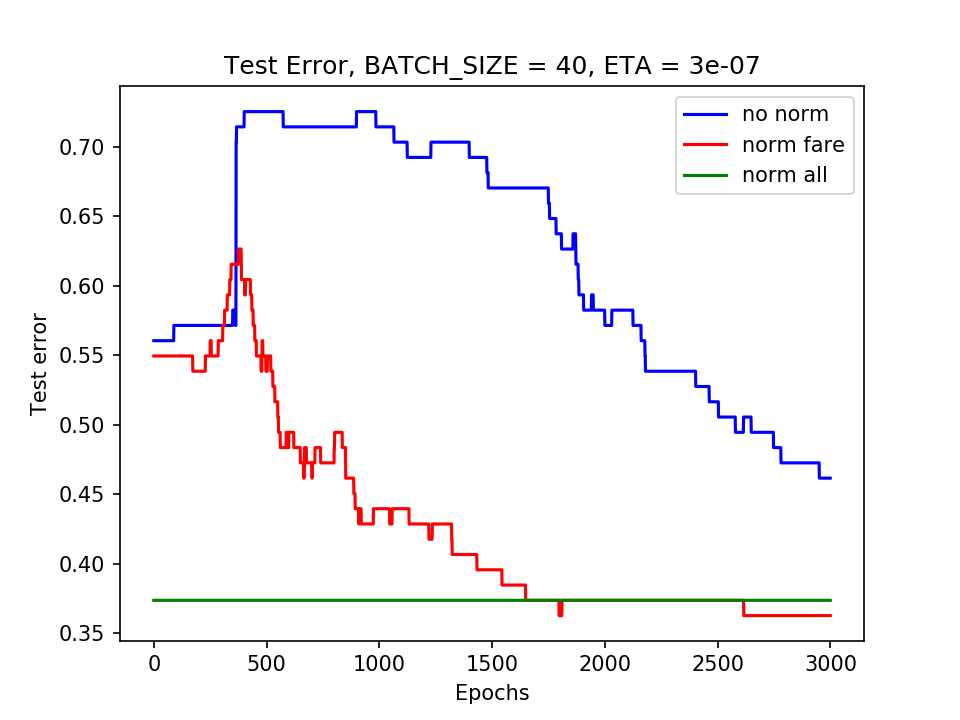 Test Error, BATCH_SIZE = 40, ETA = 3e-07
no norm
norm fare
norm all
Test error
0.70
0.65
0.60
0.55
0.50
0.45
0.40
0.35
0 500 1000 1500 2000 2500 3000
Epochs